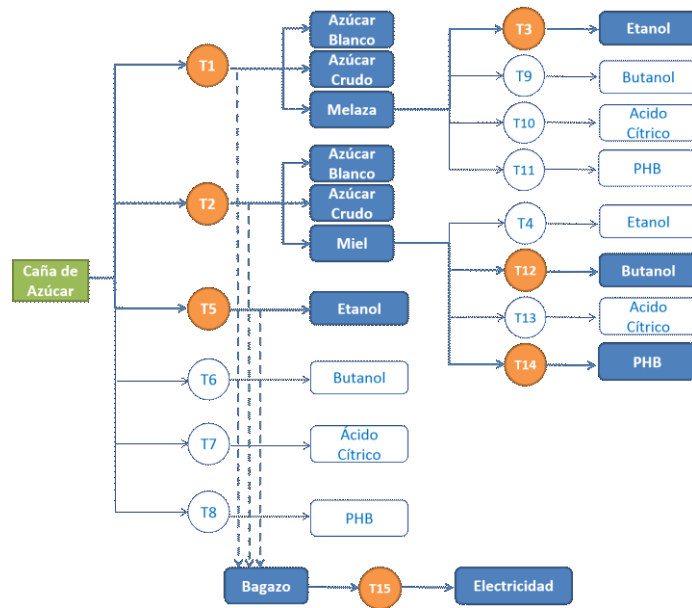 Caña de
Azúcar
T1
Azúcar
Blanco
Azúcar
Crudo
Melaza
T3
Etanol
T9
Butanol
T10
Acido
Cítrico
T11
PHB
T2
Azúcar
Blanco
Azúcar
Crudo
Miel
T4
Etanol
T12
Butanol
T13
Acido
Cítrico
T14
PHB
T5
Etanol
T6
Butanol
T7
Ácido
Cítrico
T8
PHB
Bagazo
T15
Electricidad